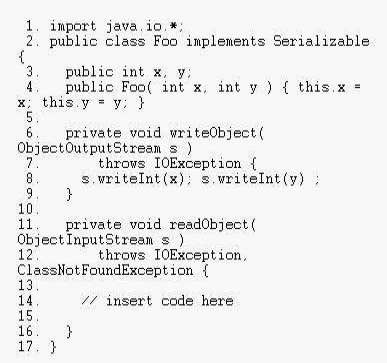 1. import java.io.*;
2. public class Foo implements Serializable
{
3. public int x, y;
4. public Foo( int x, int y ) { this.x =
x; this.y = y; }
5.
6. private void writeObject(
ObjectOutputStream s )
7. throws IOException {
8. s.writeInt(x); s.writeInt(y) ;
9. }
10.
11. private void readObject(
ObjectInputStream s )
12. throws IOException,
ClassNotFoundException {
13.
14. // insert code here
15.
16. }
17. }